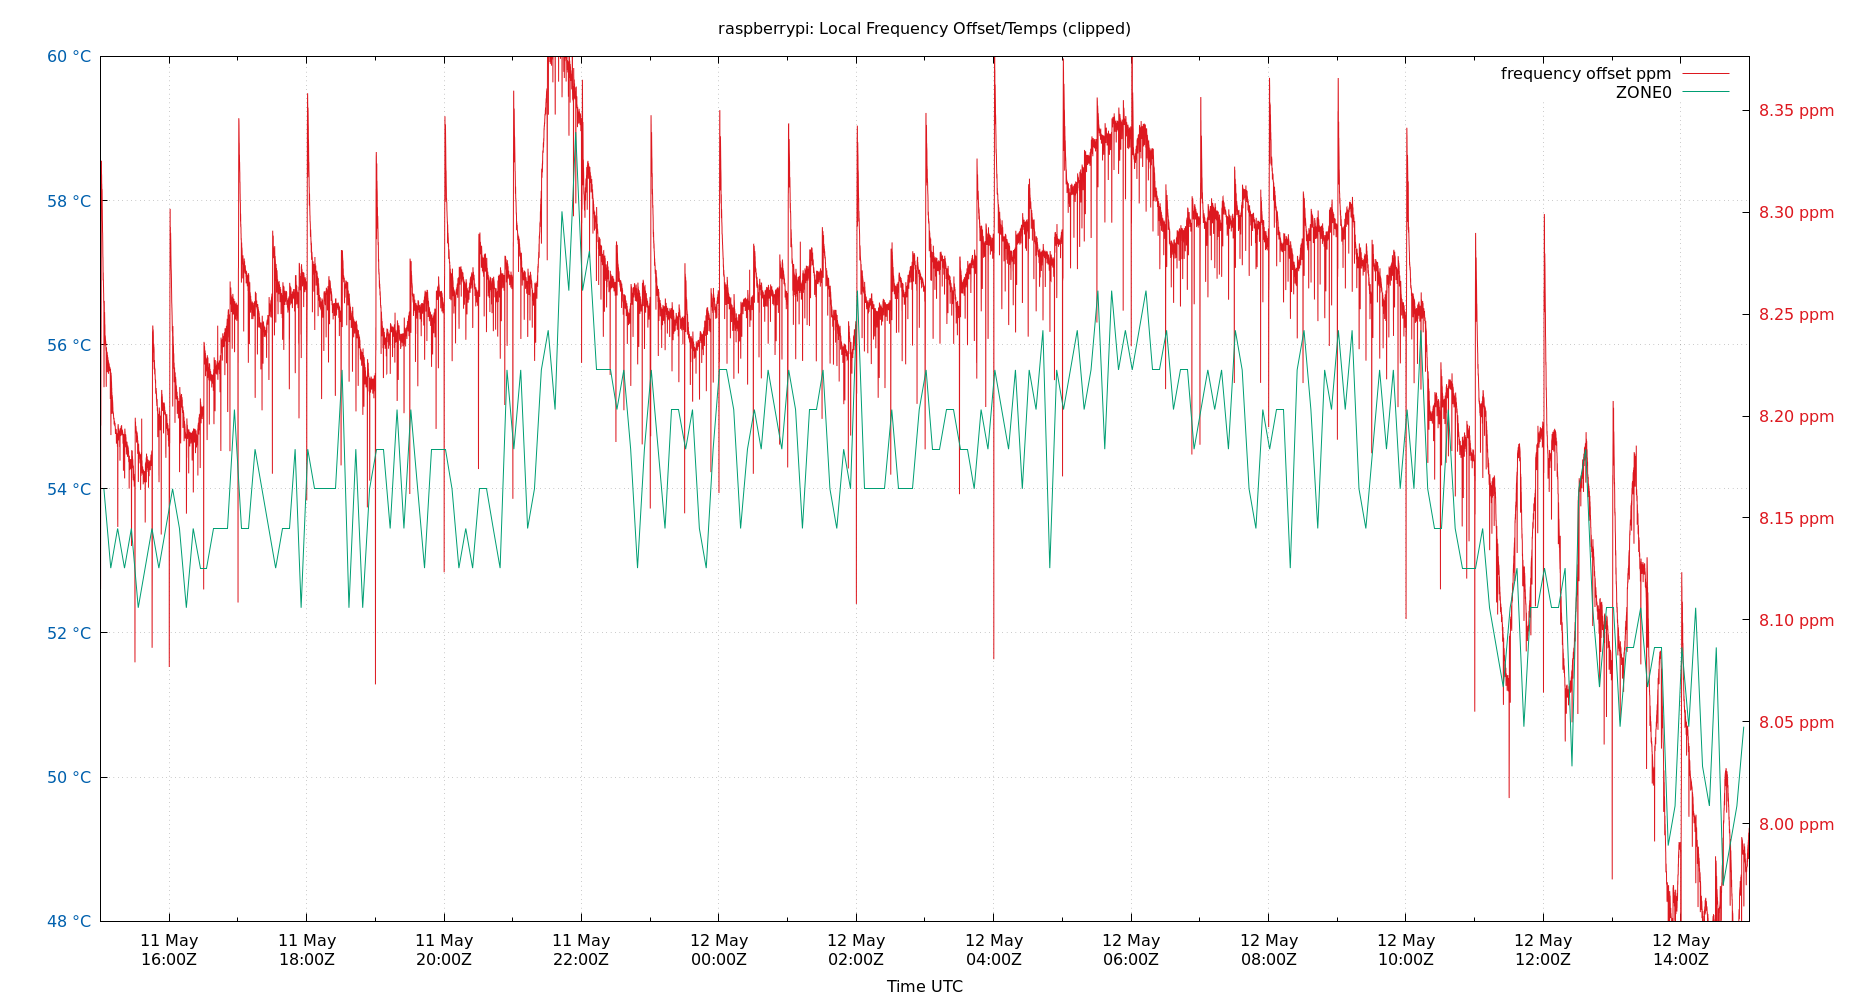 raspberrypi: Local Frequency Offset/Temps (clipped)
frequency offset ppm
ZONE0
60 °C
58 °C
56 °C
54 °C
52 °C
50 °C
48 °C
8.35 ppm
8.30 ppm
8.25 ppm
8.20 ppm
8.15 ppm
8.10 ppm
8.05 ppm
8.00 ppm
11 May 11 May 11 May 11 May 12 May 12 May 12 May 12 May 12 May 12 May 12 May 12 May
16:00Z 18:00Z 20:00Z 22:00Z 00:00Z 02:00Z 04:00Z 06:00Z 08:00Z 10:00Z 12:00Z 14:00Z
Time UTC